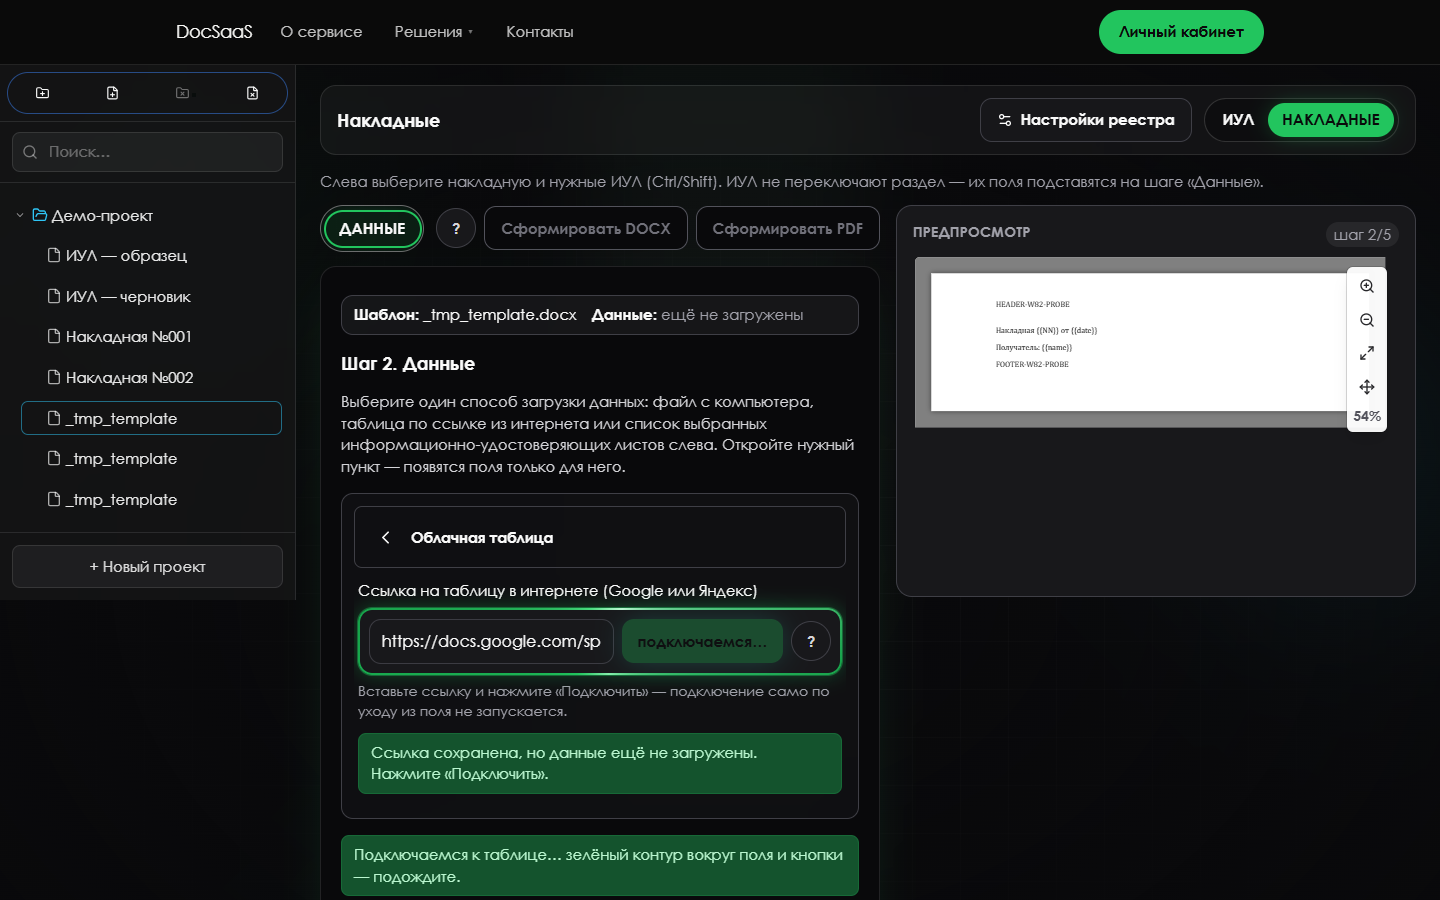 DocSaaS
О сервисе
Решения
Контакты
Личный кабинет
Поиск...
Демо-проект
ИУЛ — образец
ИУЛ — черновик
Накладная №001
Накладная №002
_tmp_template
_tmp_template
_tmp_template
+ Новый проект
Накладные
Настройки реестра
ИУЛ
НАКЛАДНЫЕ
Слева выберите накладную и нужные ИУЛ (Ctrl/Shift). ИУЛ не переключают раздел — их поля подставятся на шаге «Данные».
ДАННЫЕ
?
Сформировать DOCX
Сформировать PDF
Шаблон: _tmp_template.docx Данные: ещё не загружены
Шаг 2. Данные
Выберите один способ загрузки данных: файл с компьютера,
таблица по ссылке из интернета или список выбранных
информационно-удостоверяющих листов слева. Откройте нужный
пункт — появятся поля только для него.
Облачная таблица
Ссылка на таблицу в интернете (Google или Яндекс)
https://docs.google.com/sp
подключаемся...
?
Вставьте ссылку и нажмите «Подключить» — подключение само по
уходу из поля не запускается.
Ссылка сохранена, но данные ещё не загружены.
Нажмите «Подключить».
Подключаемся к таблице... зелёный контур вокруг поля и кнопки
— подождите.
ПРЕДПРОСМОТР
шаг 2/5
HEADER-W82-PROBE
Накладная {{NN}} от {{date}}
Получатель: {{name}}
FOOTER-W82-PROBE
54%